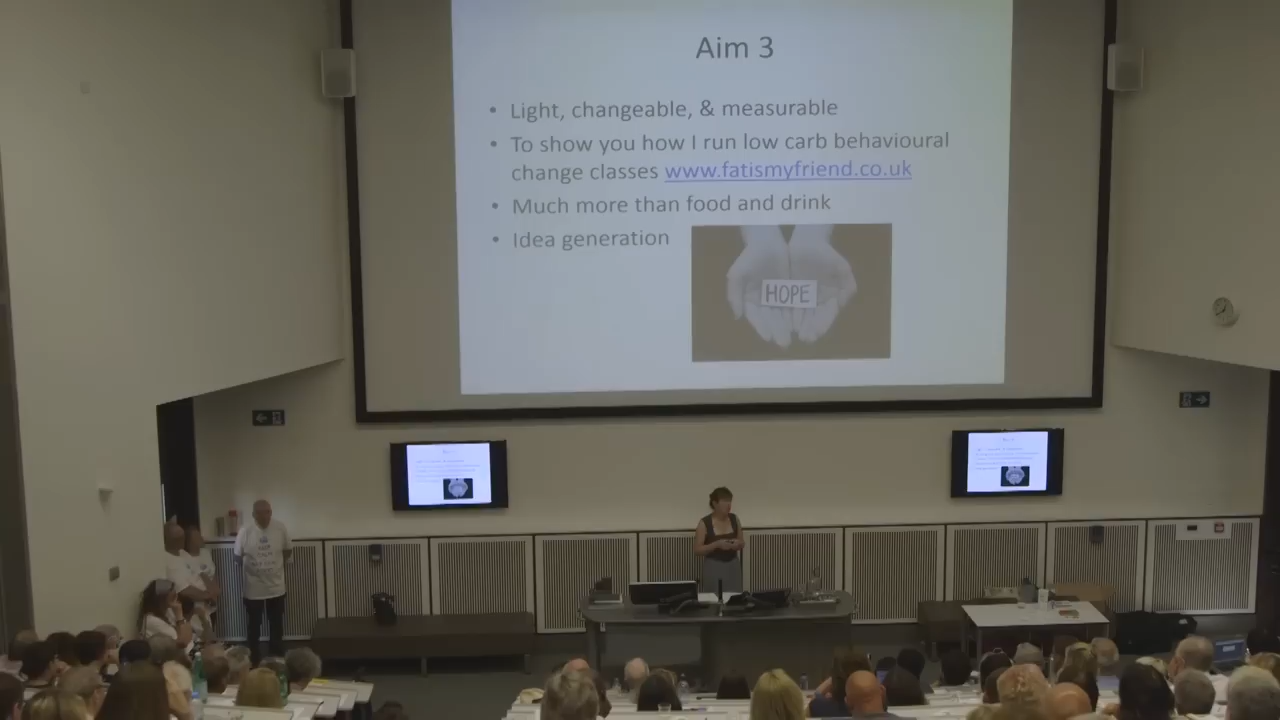 Aim 3
• Light, changeable, & measurable
• To show you how I run low carb behavioural
change classes www.fatismyfriend.co.uk
• Much more than food and drink
• Idea generation
HOPE